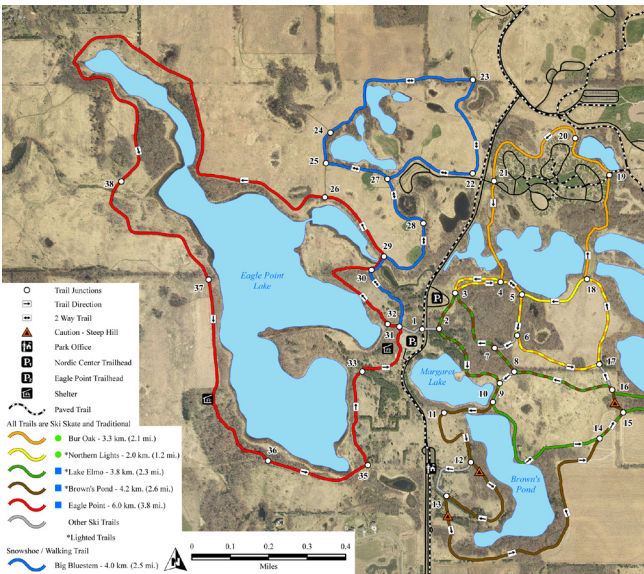 23
20
24
25
21
19
27
22
38
26
28
29
30
Eagle Point
Lake
37
18
4
3
5
32
1
2
31
6
7
17
33
Margaret
Lake
8
9
16
10
11
15
14
12
36
35
13
Brown's
Pond
Trail Junctions
Trail Direction
2 Way Trail
Caution - Steep Hill
Park Office
Nordic Center Trailhead
Eagle Point Trailhead
Shelter
Paved Trail
All Trails are Ski Skate and Traditional
Bur Oak - 3.3 km. (2.1 mi.)
*Northern Lights - 2.0 km (1.2 mi.)
*Lake Elmo - 3.8 km. (2.3 mi.)
*Brown's Pond - 4.2 km. (2.6 mi.)
Eagle Point - 6.0 km. (3.8 mi.)
Other Ski Trails
*Lighted Trails
Snowshoe / Walking Trail
Big Bluestem - 4.0 km. (2.5 mi.)
0 0.1 0.2 0.3 0.4
Miles